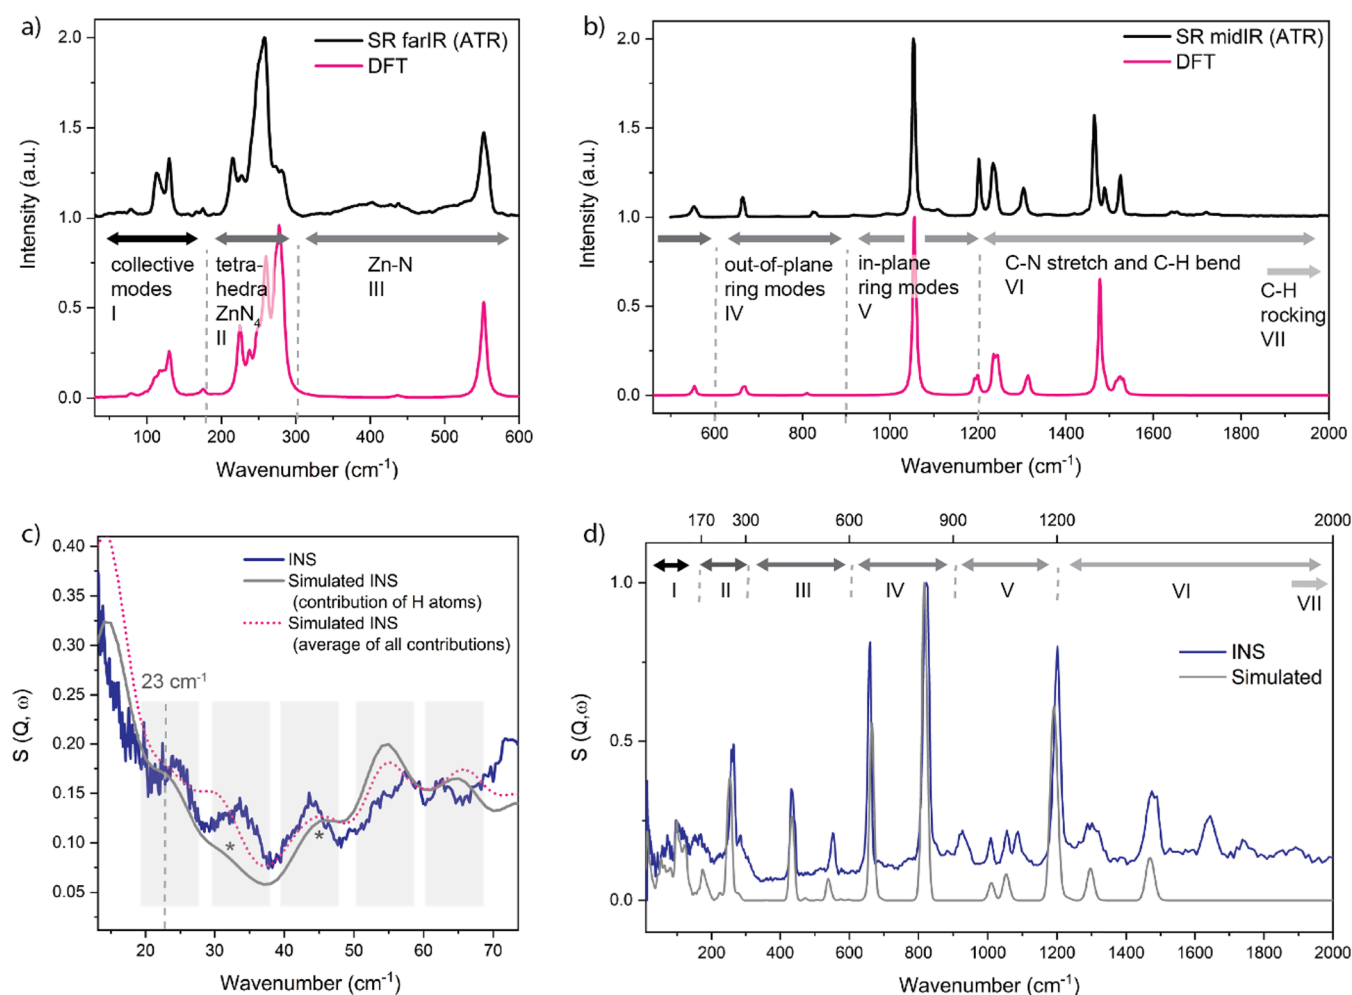 a)
2.0
1.5
1.0
0.5
0.0
Intensity (a.u.)
SR farIR (ATR)
DFT
collective
modes
I
tetra-
hedra
ZnN4
II
Zn-N
III
100 200 300 400 500 600
Wavenumber (cm-1)
b)
2.0
1.5
1.0
0.5
0.0
Intensity (a.u.)
SR midIR (ATR)
DFT
out-of-plane
ring modes
IV
in-plane
ring modes
V
C-N stretch and C-H bend
VI
C-H
rocking
VII
600 800 1000 1200 1400 1600 1800 2000
Wavenumber (cm-1)
c)
0.40
0.35
0.30
0.25
0.20
0.15
0.10
0.05
S (Q, ω)
INS
Simulated INS
(contribution of H atoms)
Simulated INS
(average of all contributions)
23 cm-1
*
*
20 30 40 50 60 70
Wavenumber (cm-1)
d)
170 300 600 900 1200 2000
1.0
0.5
0.0
S (Q,ω)
I II III IV V VI VII
INS
Simulated
200 400 600 800 1000 1200 1400 1600 1800 2000
Wavenumber (cm-1)